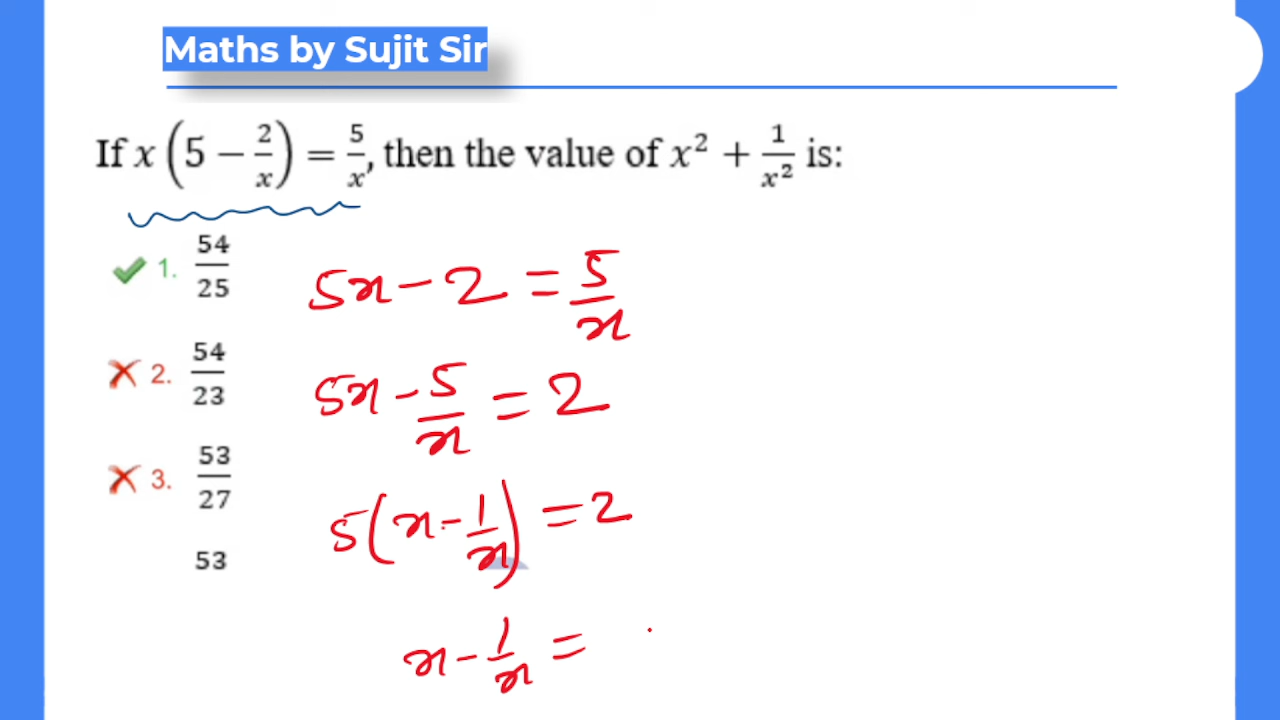 Maths by Sujit Sir
If x(5 − 2/x) = 5/x, then the value of x² + 1/x² is:
1. 54/25
2. 54/23
3. 53/27
53
5x − 2 = 5/x
5x − 5/x = 2
5(x − 1/x) = 2
x − 1/x =